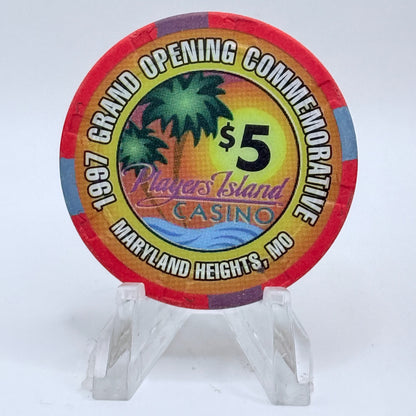 1997 GRAND OPENING COMMEMORATIVE
$5
Players' Island
CASINO
MARYLAND HEIGHTS, MO